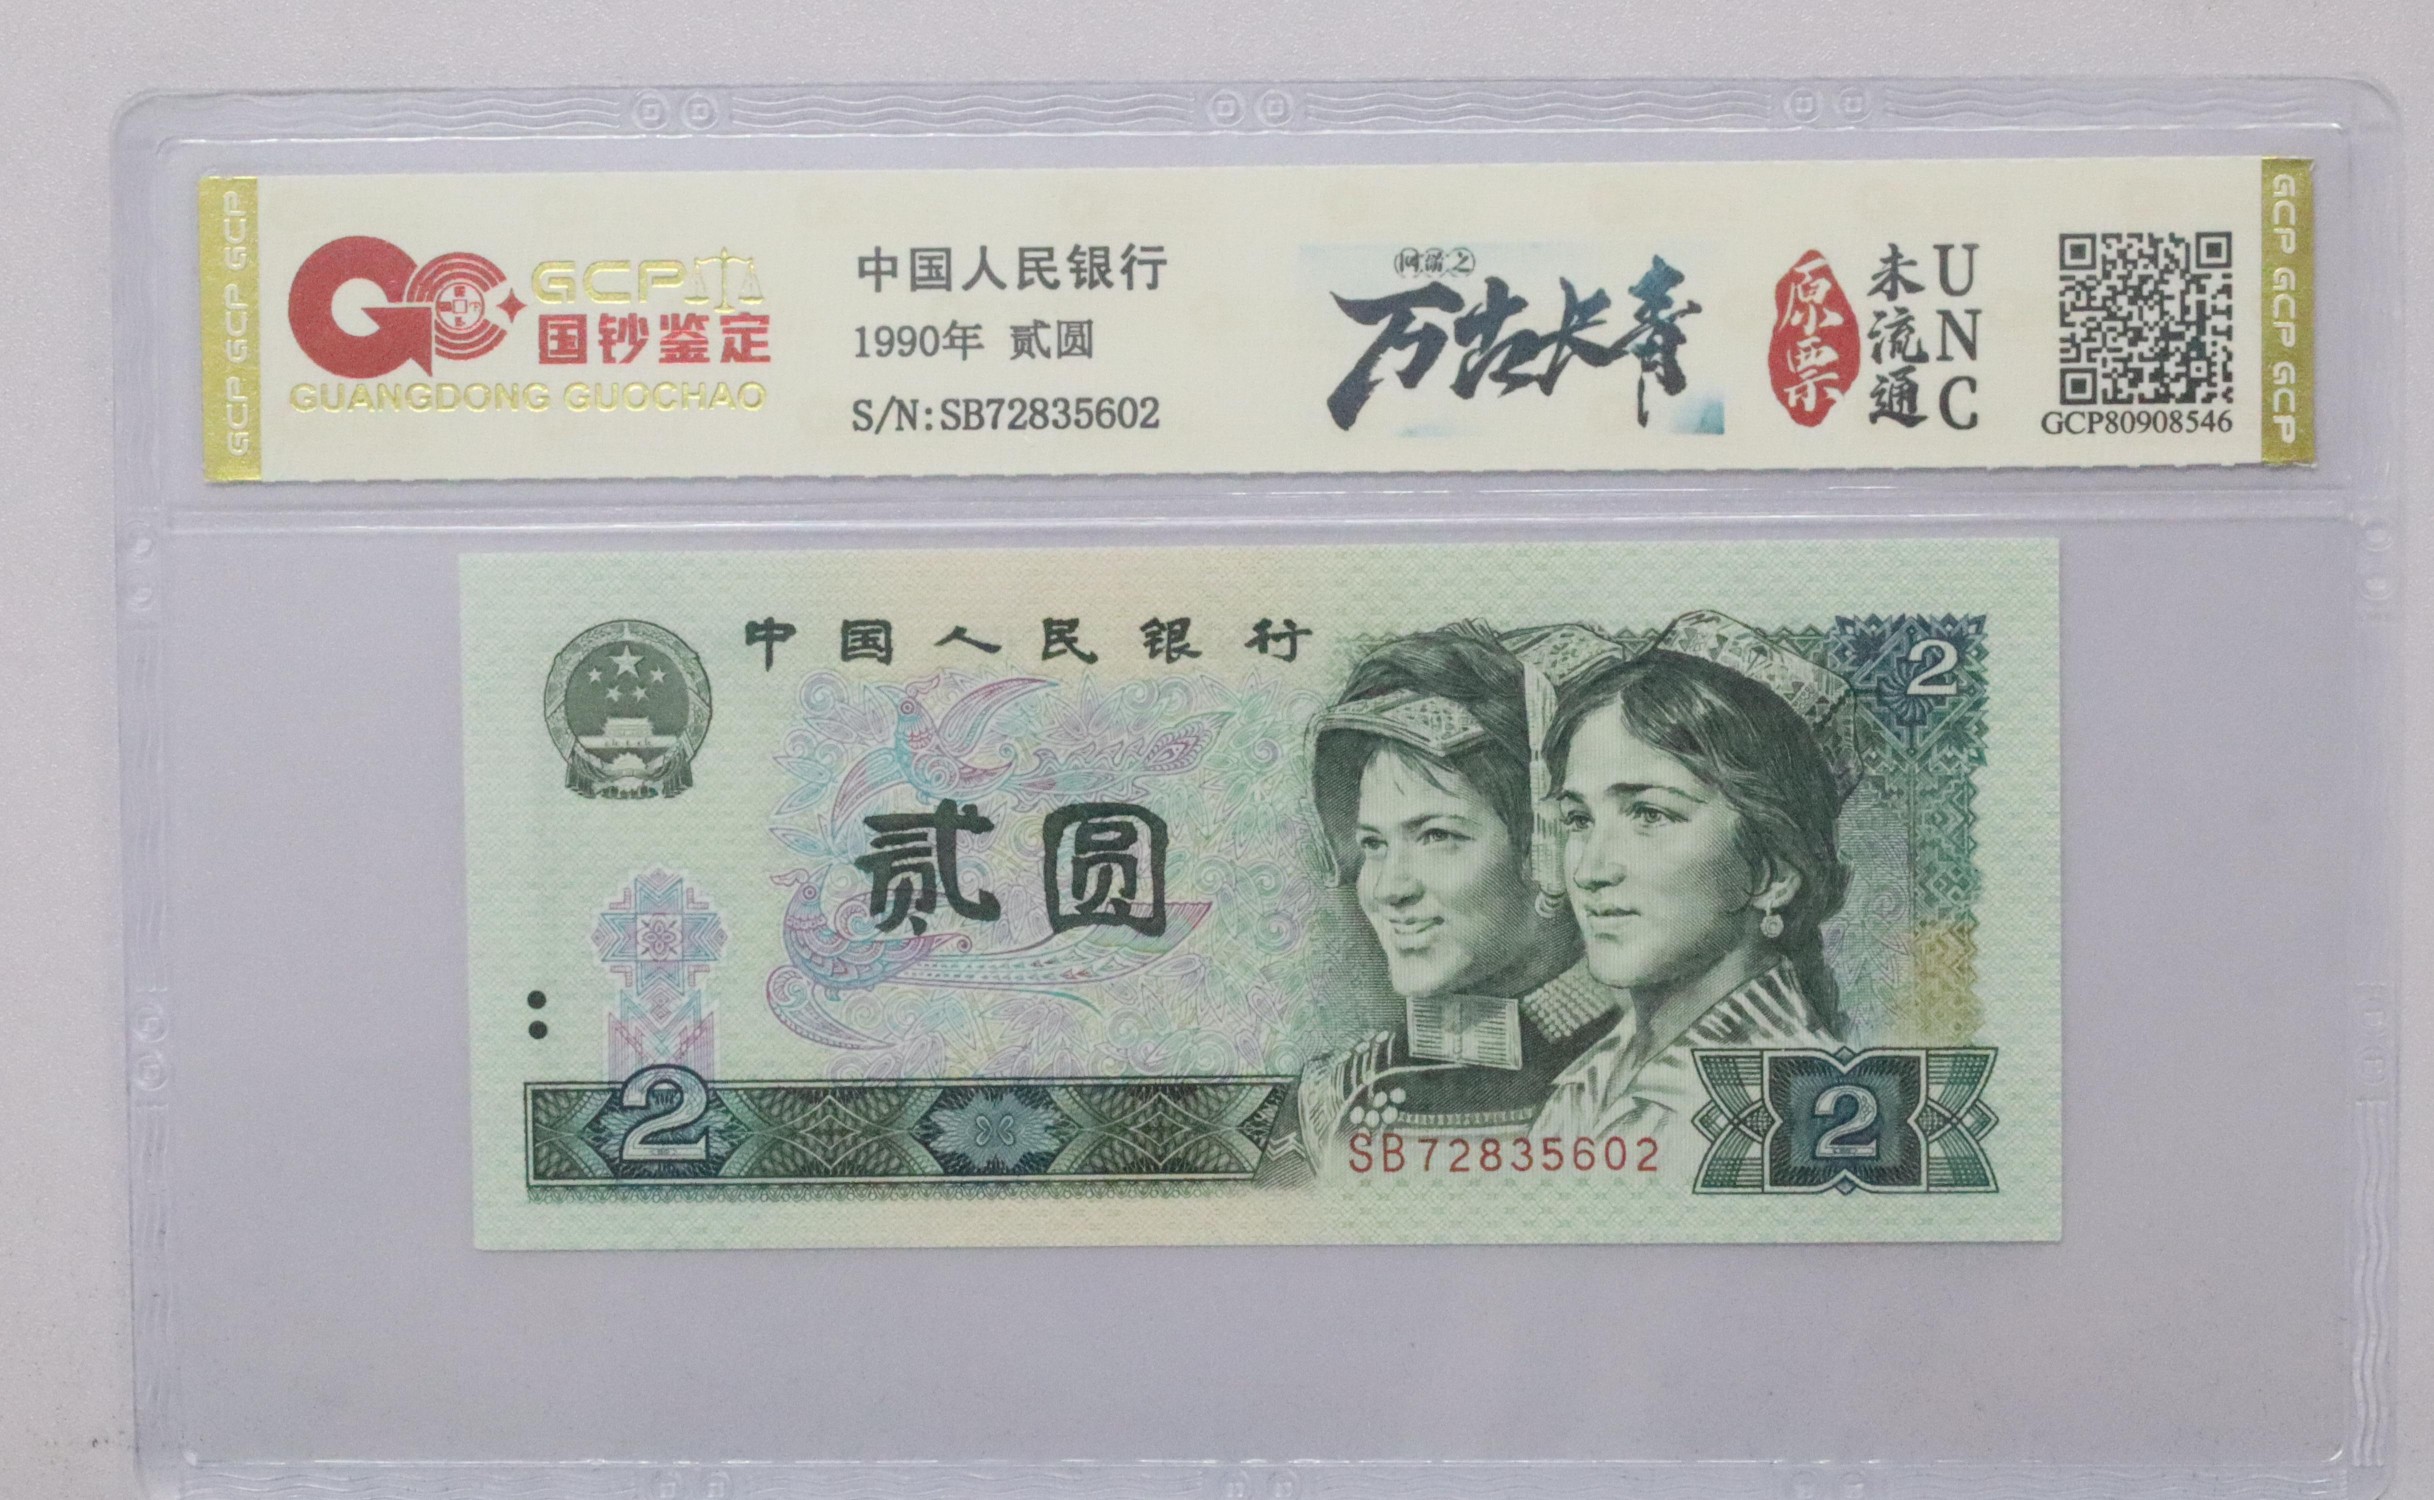 GCP GCP GCP
GCP
国钞鉴定
GUANGDONG GUOCHAO
中国人民银行
1990年 贰圆
S/N:SB72835602
万古长青
原票
未流通
UNC
GCP80908546
GCP GCP GCP
中国人民银行
2
贰圆
2
SB72835602
2